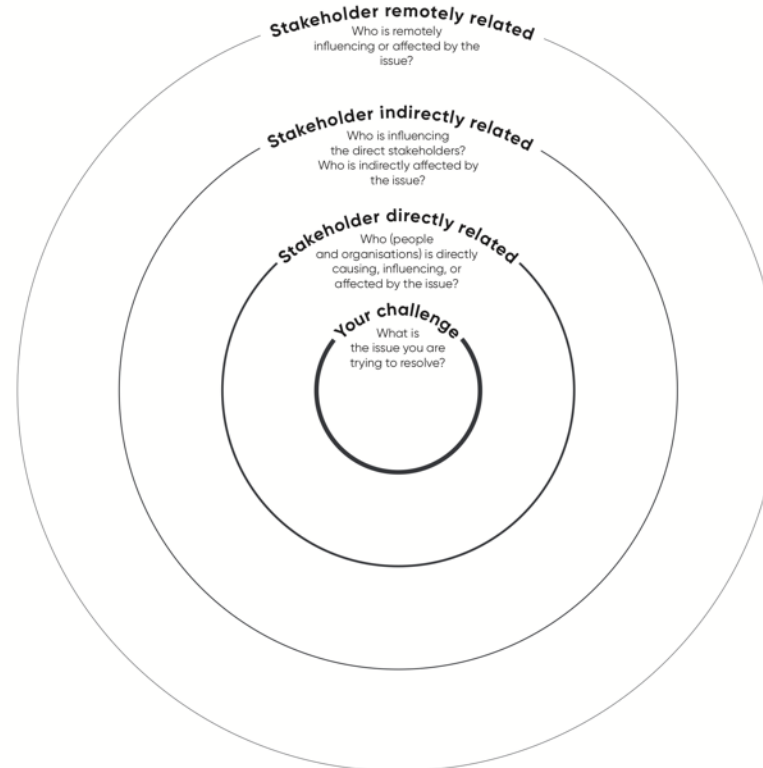 Stakeholder remotely related
Who is remotely
influencing or affected by the
issue?
Stakeholder indirectly related
Who is influencing
the direct stakeholders?
Who is indirectly affected by
the issue?
Stakeholder directly related
Who (people
and organisations) is directly
causing, influencing, or
affected by the issue?
Your challenge
What is
the issue you are
trying to resolve?